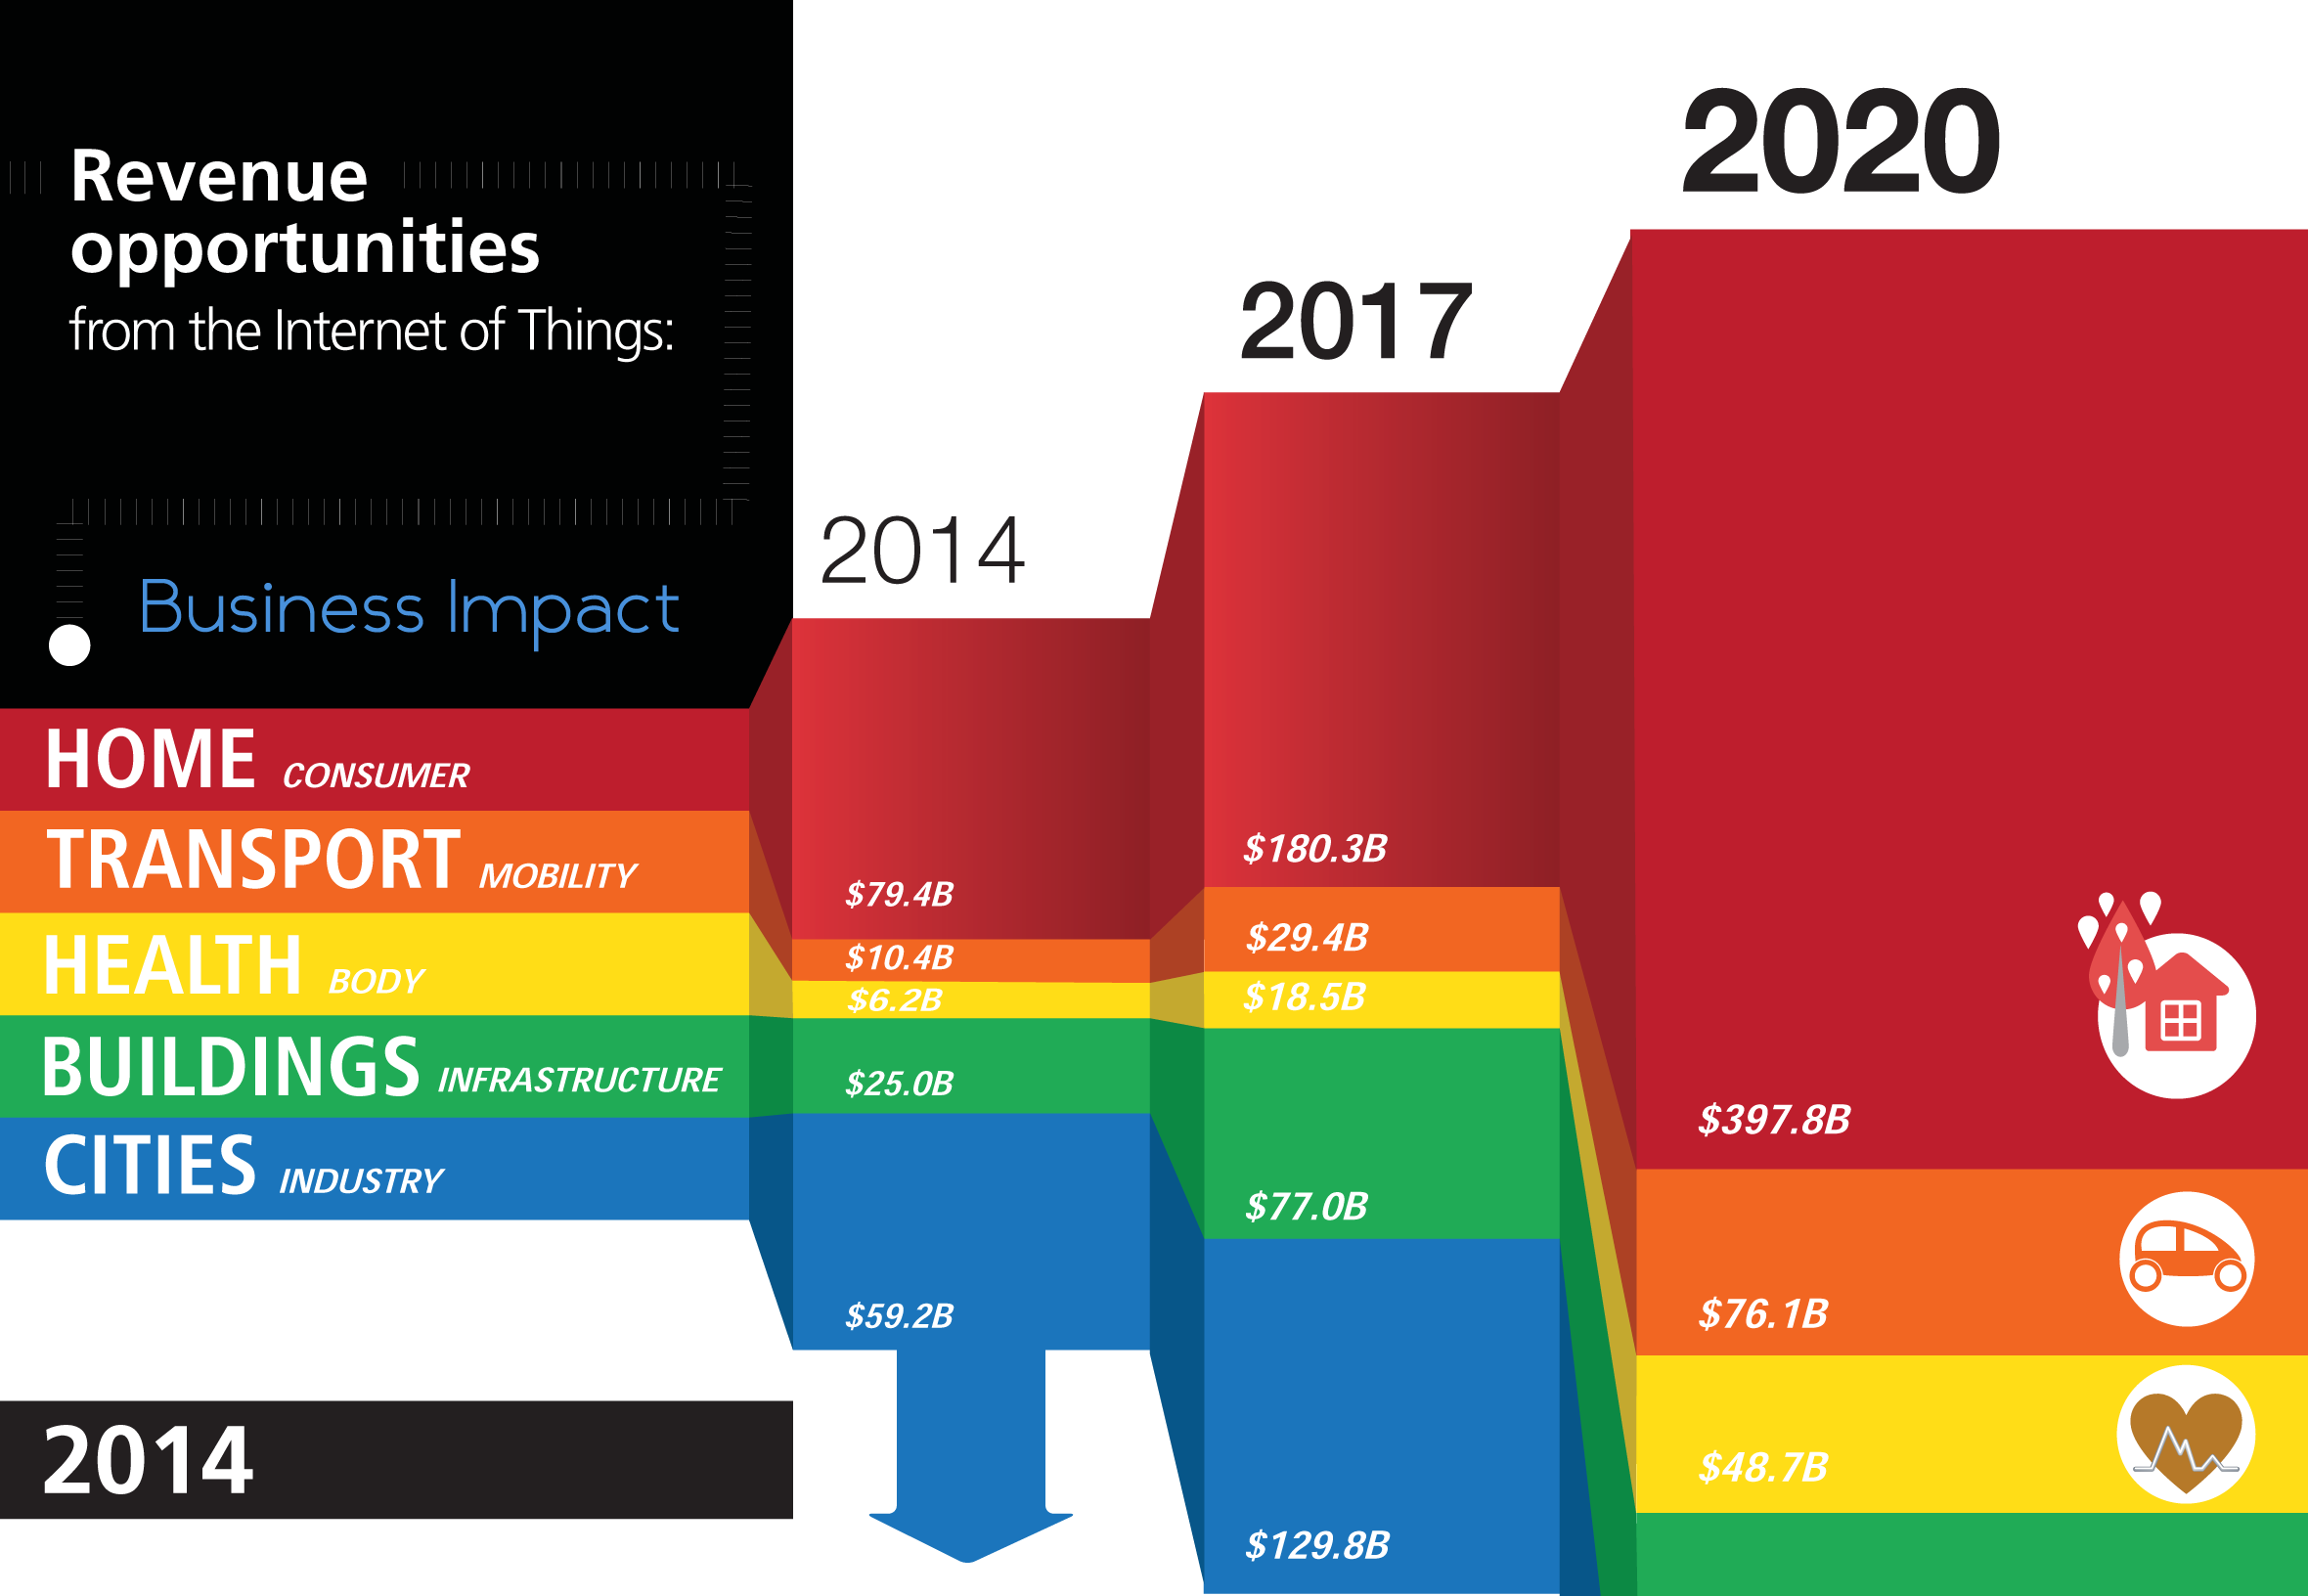 Revenue
opportunities
from the Internet of Things:
Business Impact
HOME CONSUMER
TRANSPORT MOBILITY
HEALTH BODY
BUILDINGS INFRASTRUCTURE
CITIES INDUSTRY
2014
2014
$79.4B
$10.4B
$6.2B
$25.0B
$59.2B
2017
$180.3B
$29.4B
$18.5B
$77.0B
$129.8B
2020
$397.8B
$76.1B
$48.7B